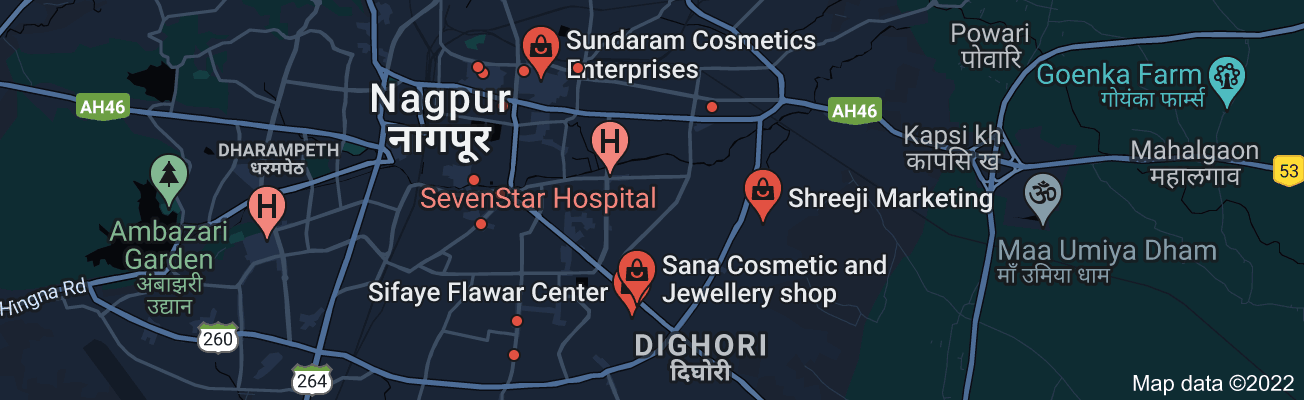 Sundaram Cosmetics
Enterprises
Powari
पोवारि
Goenka Farm
गोयंका फार्म्स
AH46
Nagpur
नागपूर
AH46
DHARAMPETH
धरमपेठ
H
Kapsi kh
कापसि ख
Mahalgaon
महालगाव
53
SevenStar Hospital
Shreeji Marketing
H
ॐ
Ambazari
Garden
अंबाझरी
उद्यान
Maa Umiya Dham
माँ उमिया धाम
Sana Cosmetic and
Jewellery shop
Sifaye Flawar Center
Hingna Rd
260
DIGHORI
दिघोरी
264
Map data ©2022